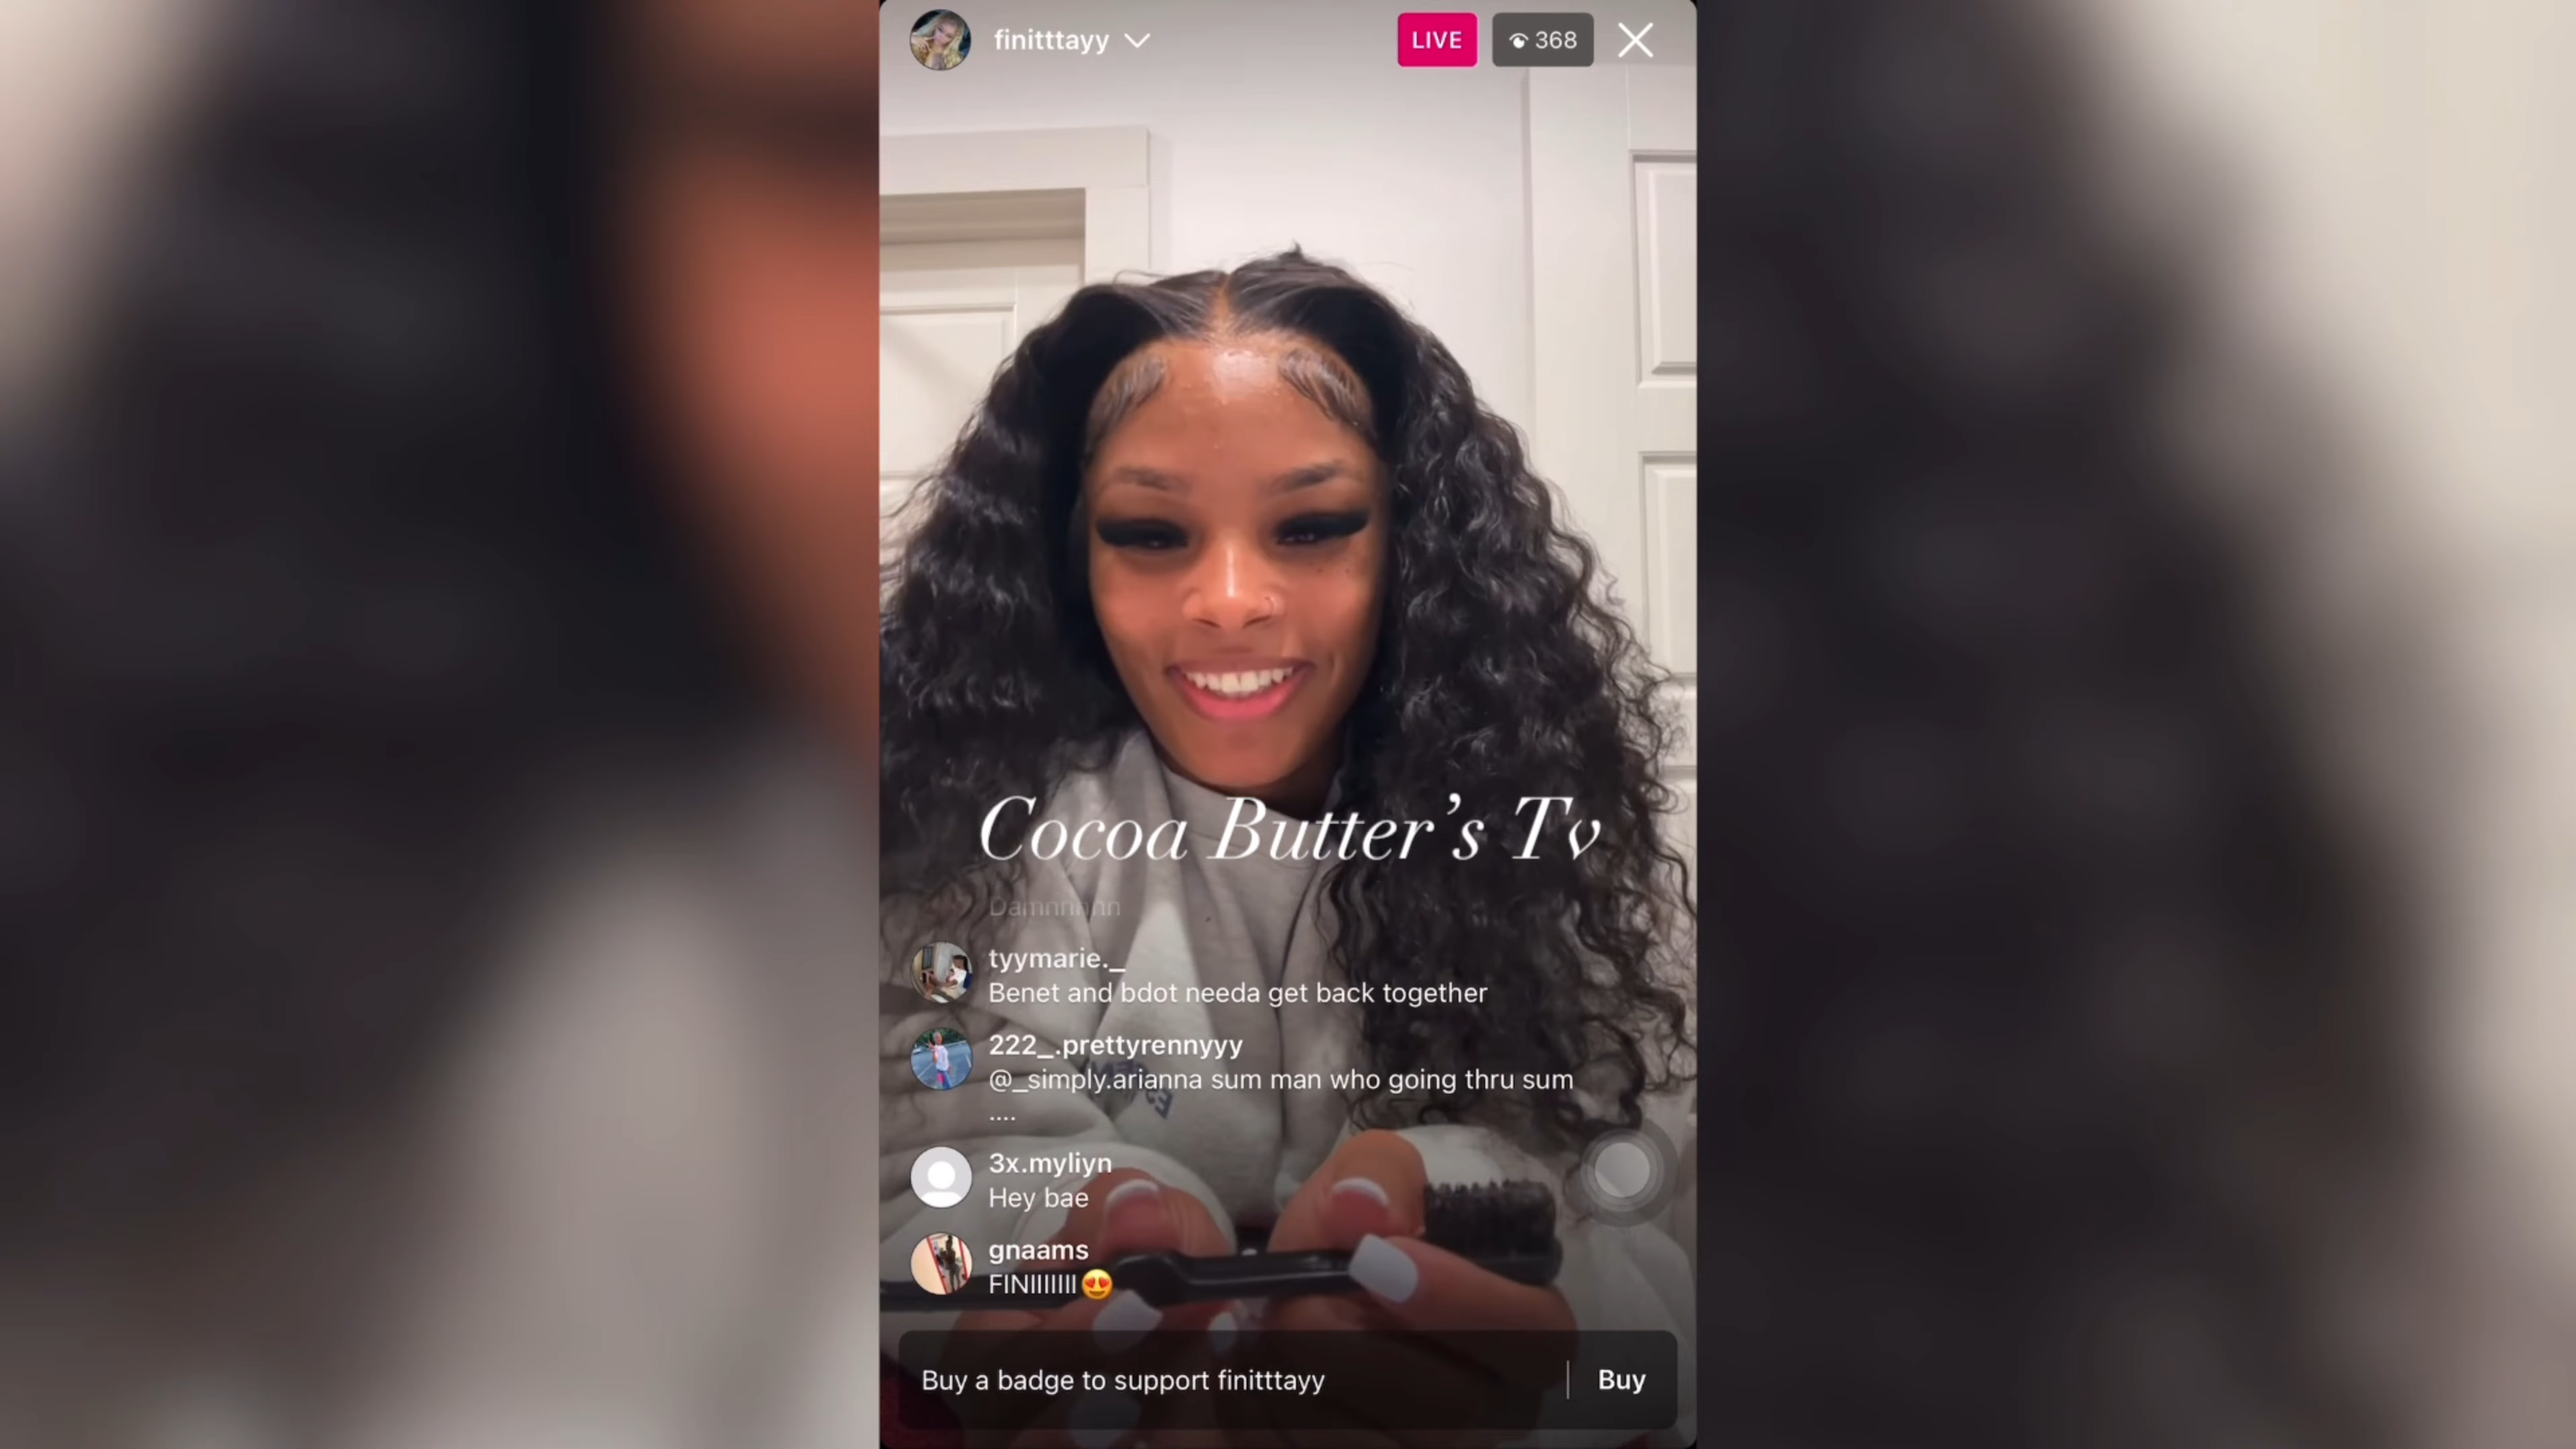 finitttayy
LIVE
368
Cocoa Butter's Tv
Damnnnnn
tyymarie._
Benet and bdot needa get back together
222_.prettyrennyyy
@_simply.arianna sum man who going thru sum
....
3x.myliyn
Hey bae
gnaams
FINIIIIIII😍
Buy a badge to support finitttayy
Buy